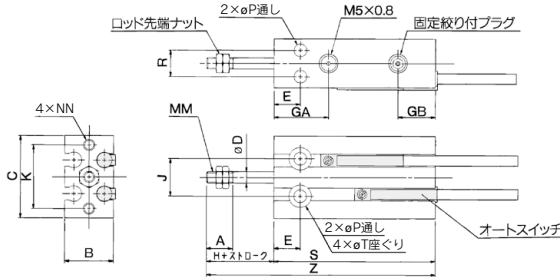 2×øP通し
M5×0.8
固定絞り付プラグ
ロッド先端ナット
R
E
GA
GB
4×NN
MM
øD
C
K
J
B
A
E
2×øP通し
4×øT座ぐり
オートスイッチ
H+ストローク
S
Z